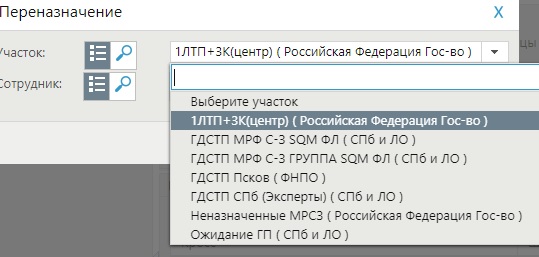 Переназначение X
Участок: 1ЛТП+3К(центр) ( Российская Федерация Гос-во )
Сотрудник:
Выберите участок
1ЛТП+3К(центр) ( Российская Федерация Гос-во )
ГДСТП МРФ С-З SQM ФЛ ( СПб и ЛО )
ГДСТП МРФ С-З ГРУППА SQM ФЛ ( СПб и ЛО )
ГДСТП Псков ( ФНПО )
ГДСТП СПб (Эксперты) ( СПб и ЛО )
Неназначенные МРСЗ ( Российская Федерация Гос-во )
Ожидание ГП ( СПб и ЛО )